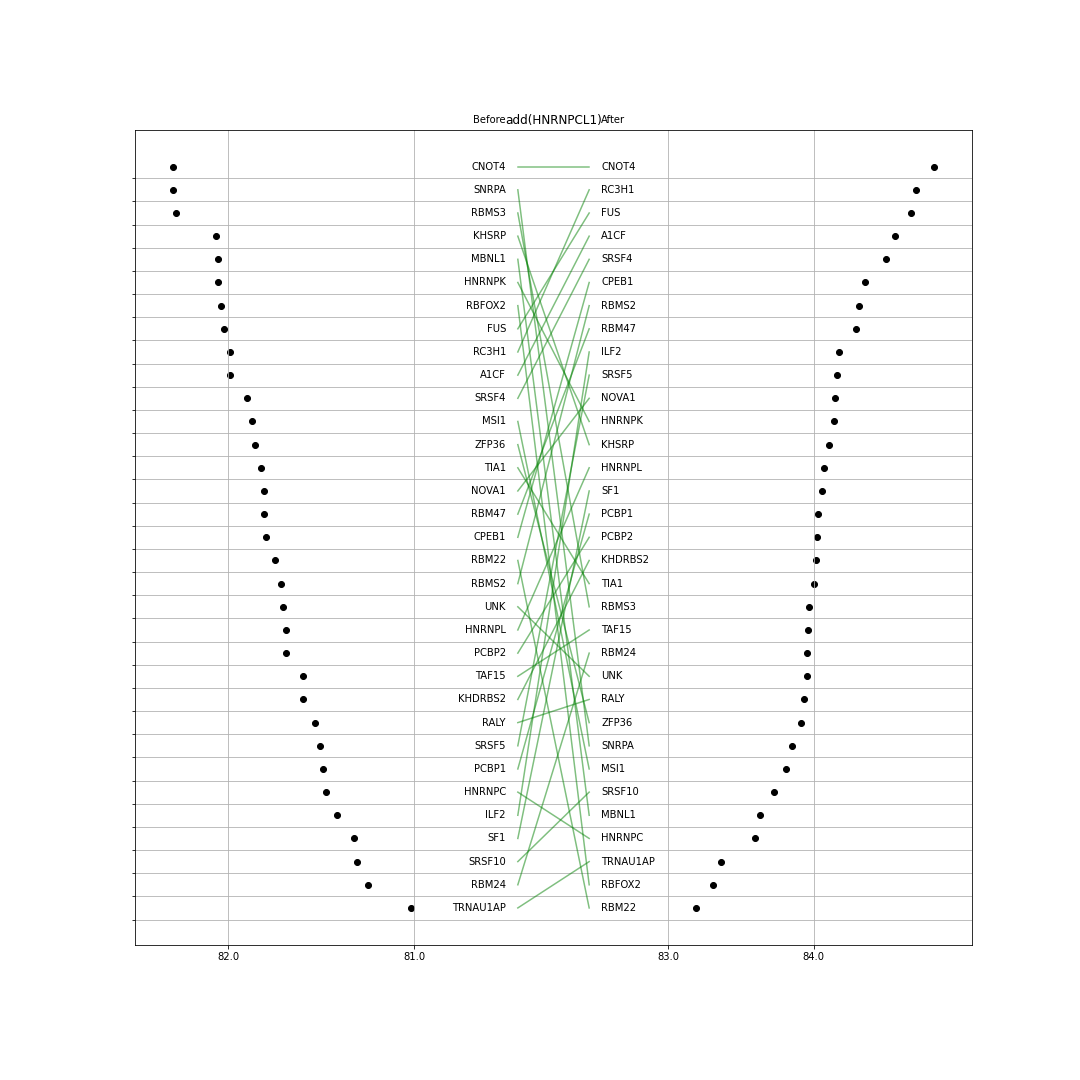 Before add(HNRNPCL1) After
CNOT4 CNOT4
SNRPA RC3H1
RBMS3 FUS
KHSRP A1CF
MBNL1 SRSF4
HNRNPK CPEB1
RBFOX2 RBMS2
FUS RBM47
RC3H1 ILF2
A1CF SRSF5
SRSF4 NOVA1
MSI1 HNRNPK
ZFP36 KHSRP
TIA1 HNRNPL
NOVA1 SF1
RBM47 PCBP1
CPEB1 PCBP2
RBM22 KHDRBS2
RBMS2 TIA1
UNK RBMS3
HNRNPL TAF15
PCBP2 RBM24
TAF15 UNK
KHDRBS2 RALY
RALY ZFP36
SRSF5 SNRPA
PCBP1 MSI1
HNRNPC SRSF10
ILF2 MBNL1
SF1 HNRNPC
SRSF10 TRNAU1AP
RBM24 RBFOX2
TRNAU1AP RBM22
82.0 81.0 83.0 84.0